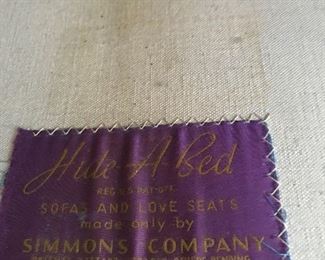 Hide-A-Bed
REG. U.S. PAT. OFF.
SOFAS AND LOVE SEATS
made only by
SIMMONS COMPANY